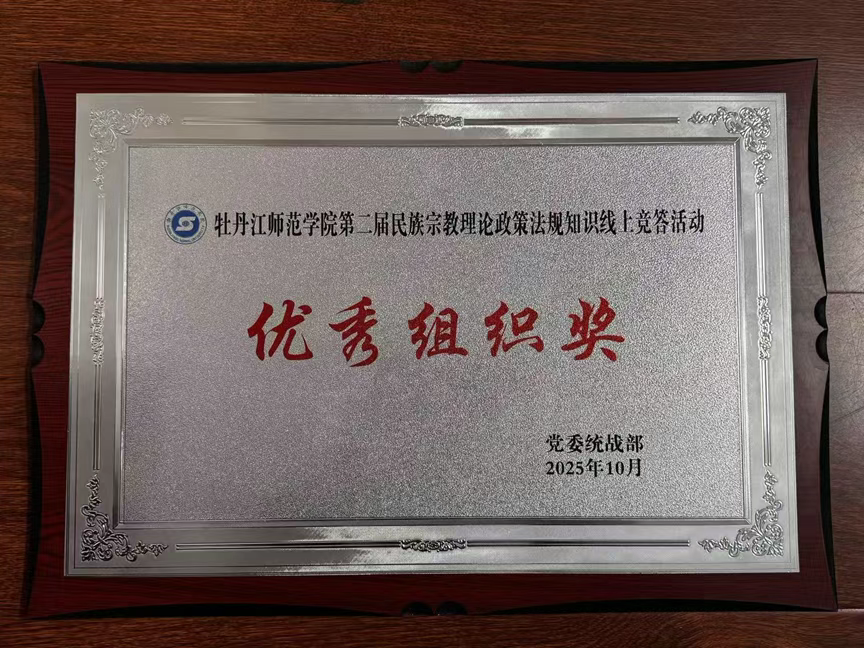 牡丹江师范学院第二届民族宗教理论政策法规知识线上竞答活动
优秀组织奖
党委统战部
2025年10月